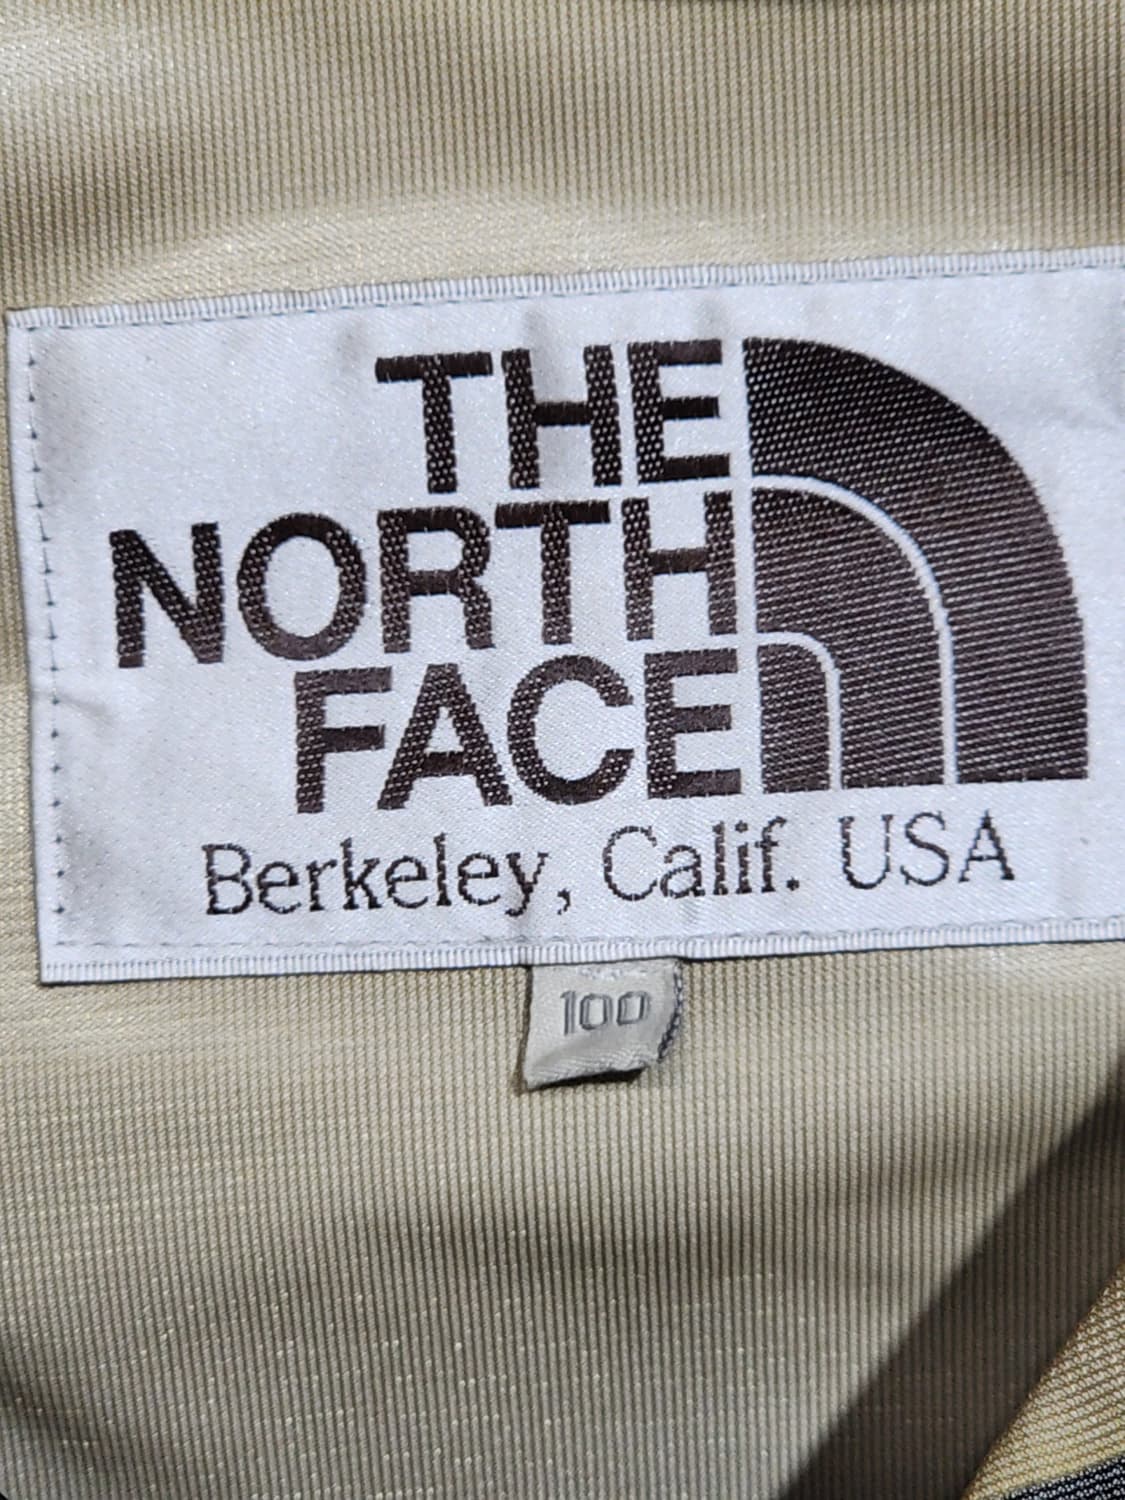 THE
NORTH
FACE
Berkeley, Calif. USA
100